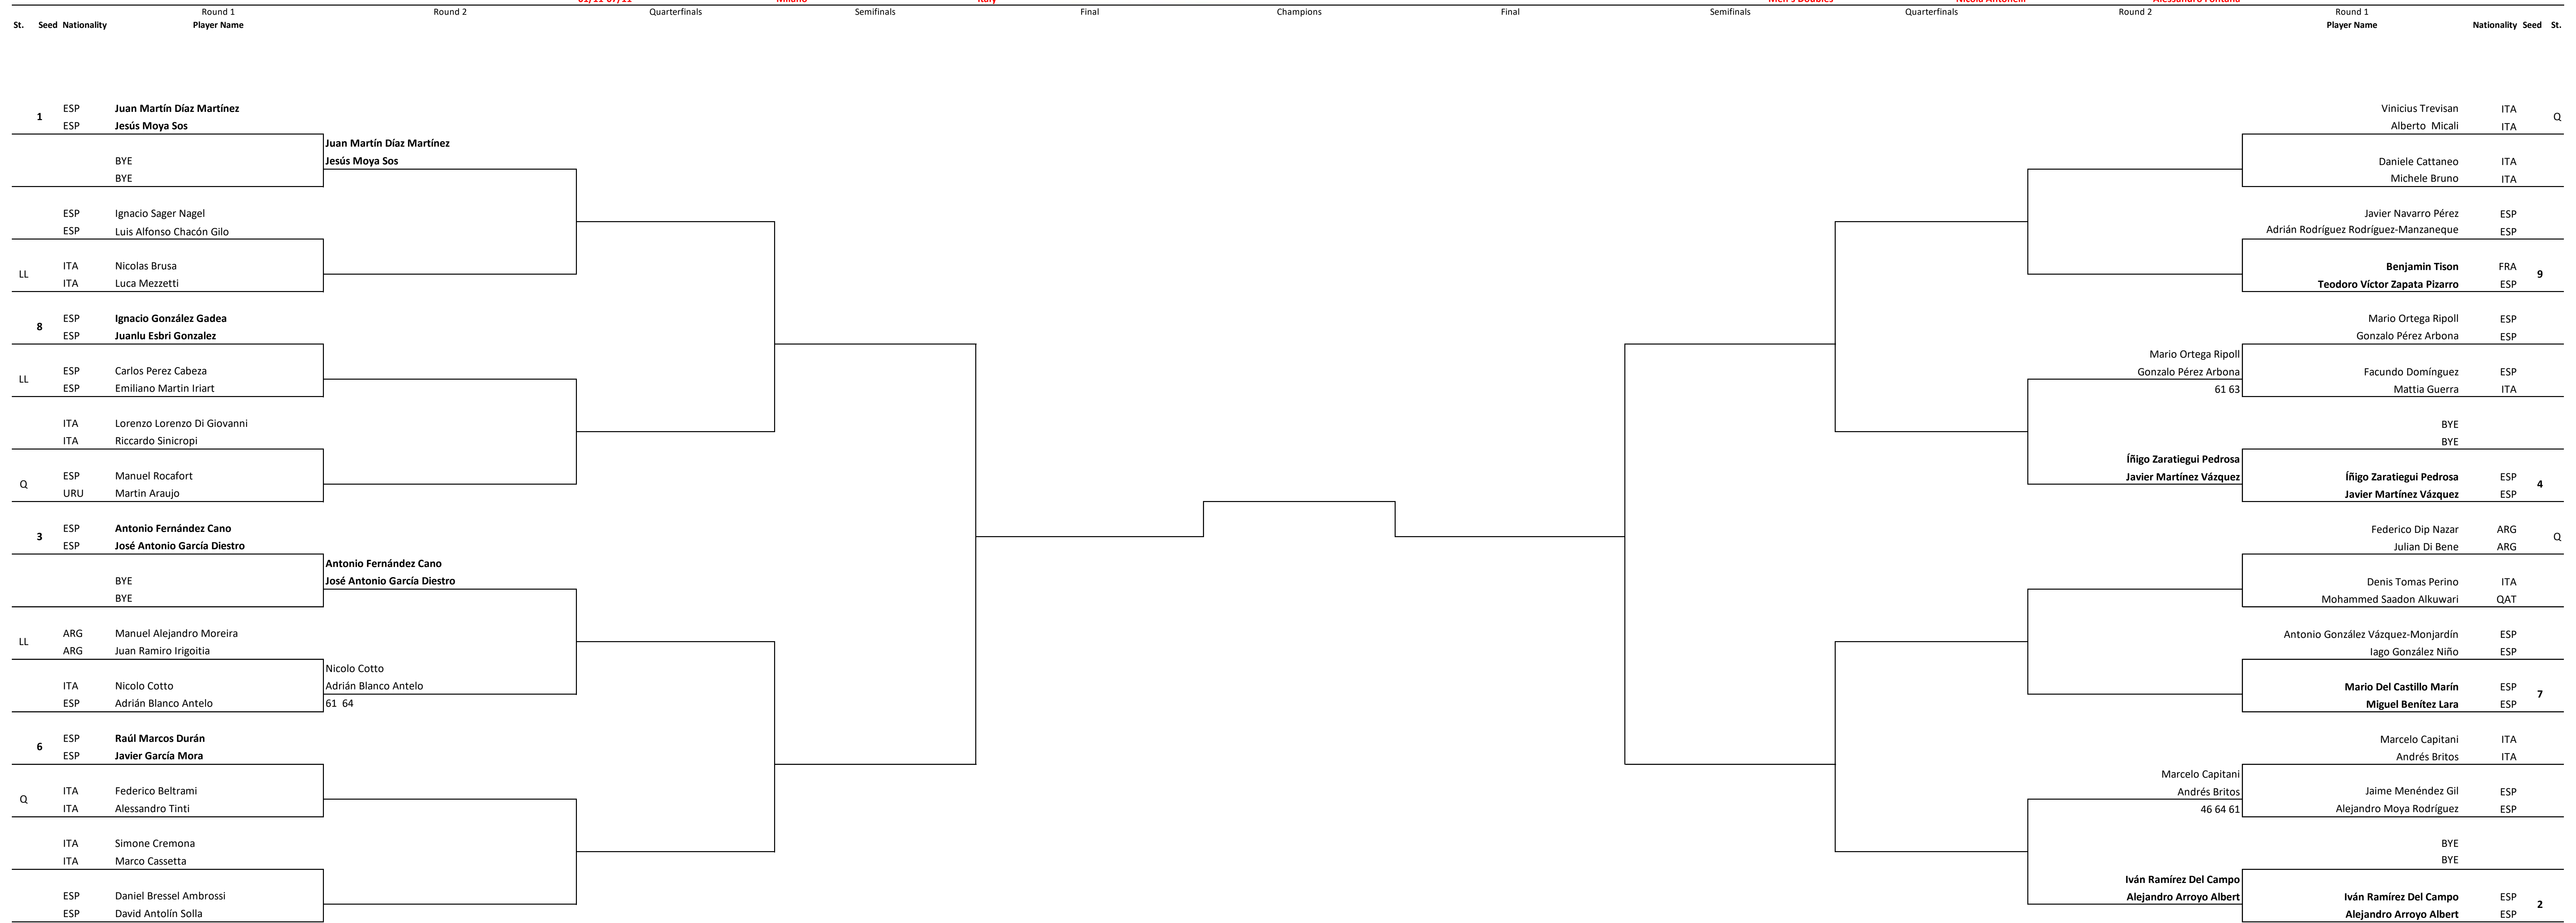 01/11-07/11 Milano Italy Men's Doubles Nicola Antonelli Alessandro Fontana
Round 1 Round 2 Quarterfinals Semifinals Final Champions Final Semifinals Quarterfinals Round 2 Round 1
St. Seed Nationality Player Name Player Name Nationality Seed St.
1
ESP Juan Martín Díaz Martínez
ESP Jesús Moya Sos
Juan Martín Díaz Martínez
Jesús Moya Sos
BYE
BYE
ESP Ignacio Sager Nagel
ESP Luis Alfonso Chacón Gilo
LL
ITA Nicolas Brusa
ITA Luca Mezzetti
8
ESP Ignacio González Gadea
ESP Juanlu Esbri Gonzalez
LL
ESP Carlos Perez Cabeza
ESP Emiliano Martin Iriart
ITA Lorenzo Lorenzo Di Giovanni
ITA Riccardo Sinicropi
Q
ESP Manuel Rocafort
URU Martin Araujo
3
ESP Antonio Fernández Cano
ESP José Antonio García Diestro
Antonio Fernández Cano
José Antonio García Diestro
BYE
BYE
LL
ARG Manuel Alejandro Moreira
ARG Juan Ramiro Irigoitia
Nicolo Cotto
Adrián Blanco Antelo
61 64
ITA Nicolo Cotto
ESP Adrián Blanco Antelo
6
ESP Raúl Marcos Durán
ESP Javier García Mora
Q
ITA Federico Beltrami
ITA Alessandro Tinti
ITA Simone Cremona
ITA Marco Cassetta
ESP Daniel Bressel Ambrossi
ESP David Antolín Solla
Vinicius Trevisan ITA
Alberto Micali ITA
Q
Daniele Cattaneo ITA
Michele Bruno ITA
Javier Navarro Pérez ESP
Adrián Rodríguez Rodríguez-Manzaneque ESP
Benjamin Tison FRA
Teodoro Víctor Zapata Pizarro ESP
9
Mario Ortega Ripoll ESP
Gonzalo Pérez Arbona ESP
Mario Ortega Ripoll
Gonzalo Pérez Arbona
61 63
Facundo Domínguez ESP
Mattia Guerra ITA
BYE
BYE
Íñigo Zaratiegui Pedrosa
Javier Martínez Vázquez
Íñigo Zaratiegui Pedrosa ESP
Javier Martínez Vázquez ESP
4
Federico Dip Nazar ARG
Julian Di Bene ARG
Q
Denis Tomas Perino ITA
Mohammed Saadon Alkuwari QAT
Antonio González Vázquez-Monjardín ESP
Iago González Niño ESP
Mario Del Castillo Marín ESP
Miguel Benítez Lara ESP
7
Marcelo Capitani ITA
Andrés Britos ITA
Marcelo Capitani
Andrés Britos
46 64 61
Jaime Menéndez Gil ESP
Alejandro Moya Rodríguez ESP
BYE
BYE
Iván Ramírez Del Campo
Alejandro Arroyo Albert
Iván Ramírez Del Campo ESP
Alejandro Arroyo Albert ESP
2